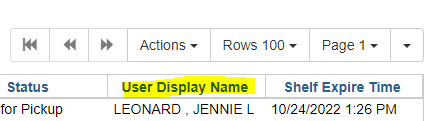 Actions Rows 100 Page 1
Status User Display Name Shelf Expire Time
for Pickup LEONARD , JENNIE L 10/24/2022 1:26 PM